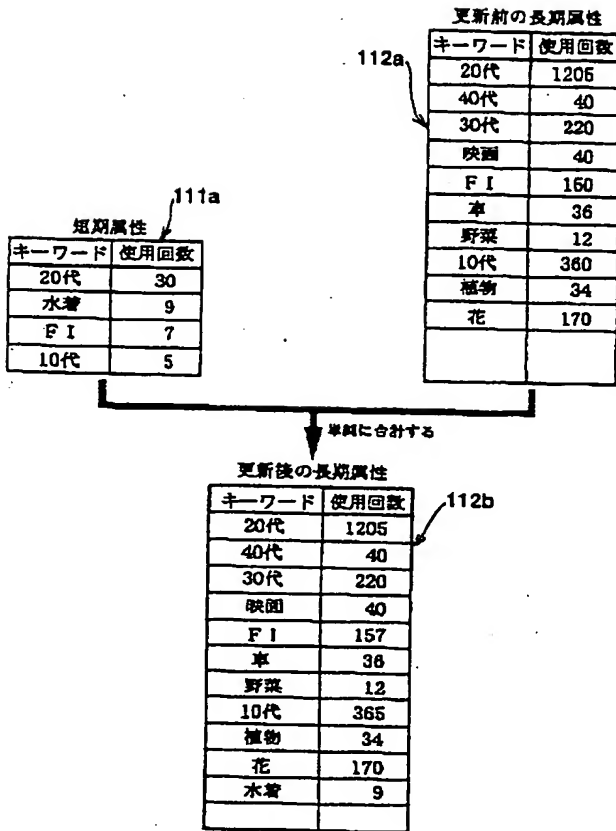 更新前の長期属性
112a
キーワード 使用回数
20代 1205
40代 40
30代 220
映画 40
FI 150
車 36
野菜 12
10代 360
植物 34
花 170
111a
短期属性
キーワード 使用回数
20代 30
水着 9
FI 7
10代 5
単純に合計する
更新後の長期属性
112b
キーワード 使用回数
20代 1205
40代 40
30代 220
映画 40
FI 157
車 36
野菜 12
10代 365
植物 34
花 170
水着 9